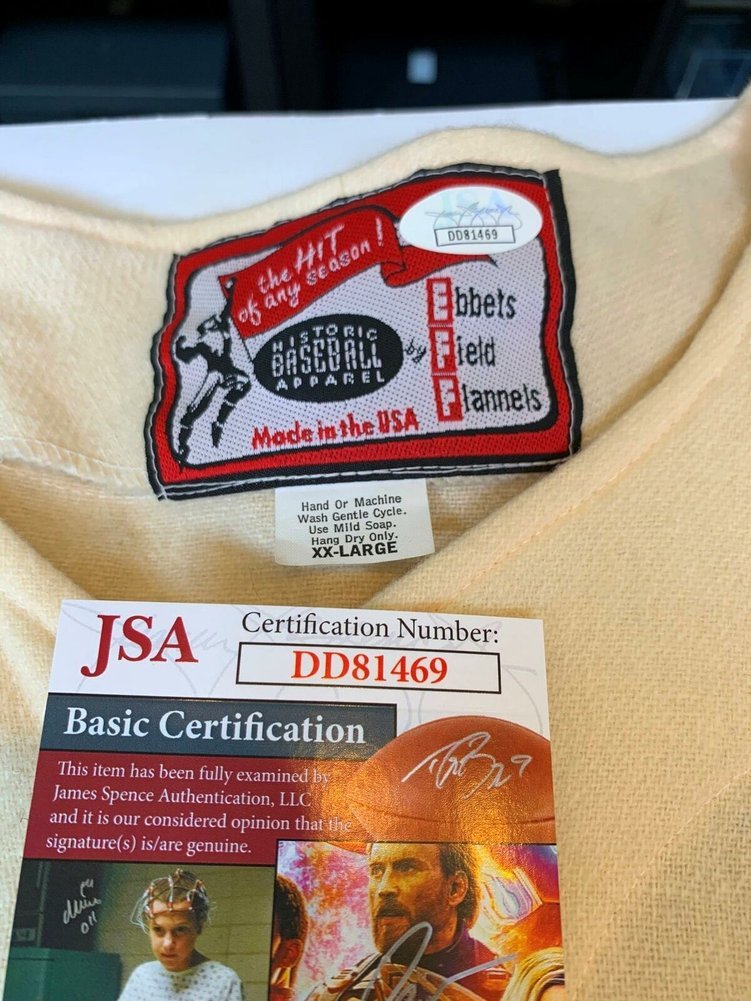 JSA
DD81469
the HIT
of any season!
HISTORIC
BASEBALL
APPAREL
Ebbets
Field
Flannels
Made in the USA
Hand Or Machine
Wash Gentle Cycle.
Use Mild Soap.
Hang Dry Only.
XX-LARGE
JSA
Certification Number:
DD81469
Basic Certification
This item has been fully examined by
James Spence Authentication, LLC
and it is our considered opinion that the
signature(s) is/are genuine.